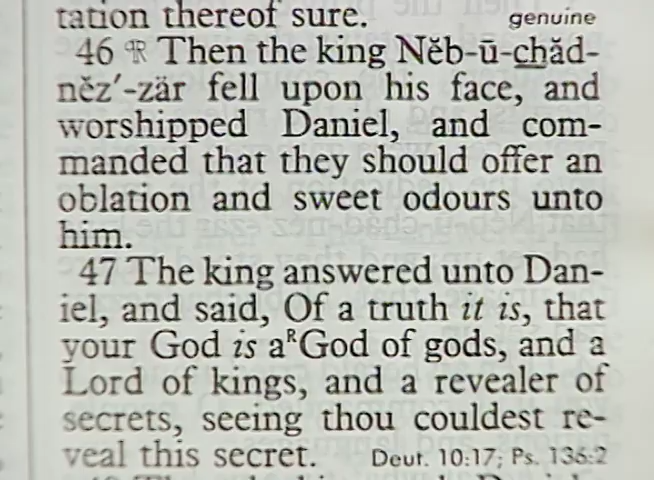 tation thereof sure. genuine
46 ℟ Then the king Nĕb-ū-chăd-
nĕz′-zär fell upon his face, and
worshipped Daniel, and com-
manded that they should offer an
oblation and sweet odours unto
him.
47 The king answered unto Dan-
iel, and said, Of a truth it is, that
your God is a ᴿGod of gods, and a
Lord of kings, and a revealer of
secrets, seeing thou couldest re-
veal this secret. Deut. 10:17; Ps. 136:2